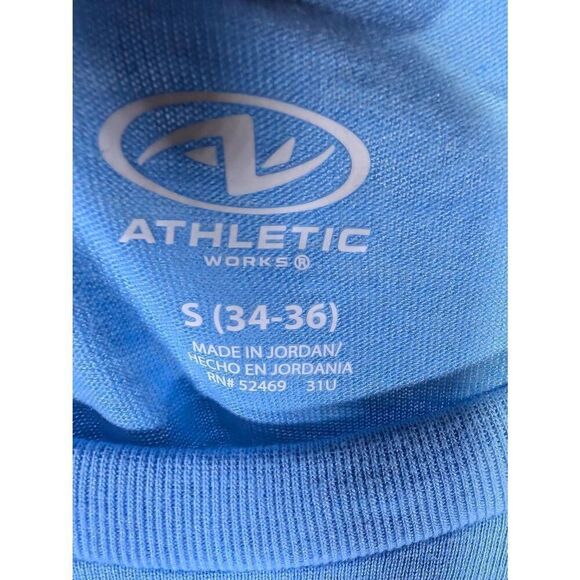 ATHLETIC
WORKS®
S (34-36)
MADE IN JORDAN/
HECHO EN JORDANIA
RN# 52469 31U